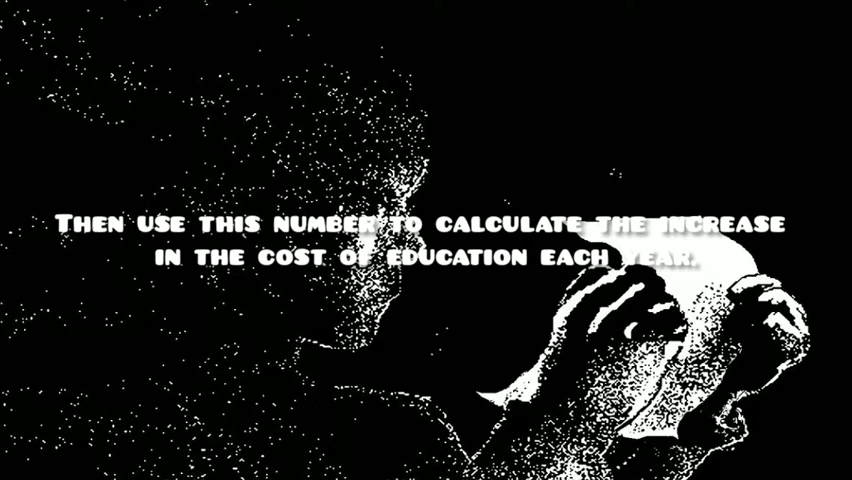 Then use this number to calculate the increase
in the cost of education each year.